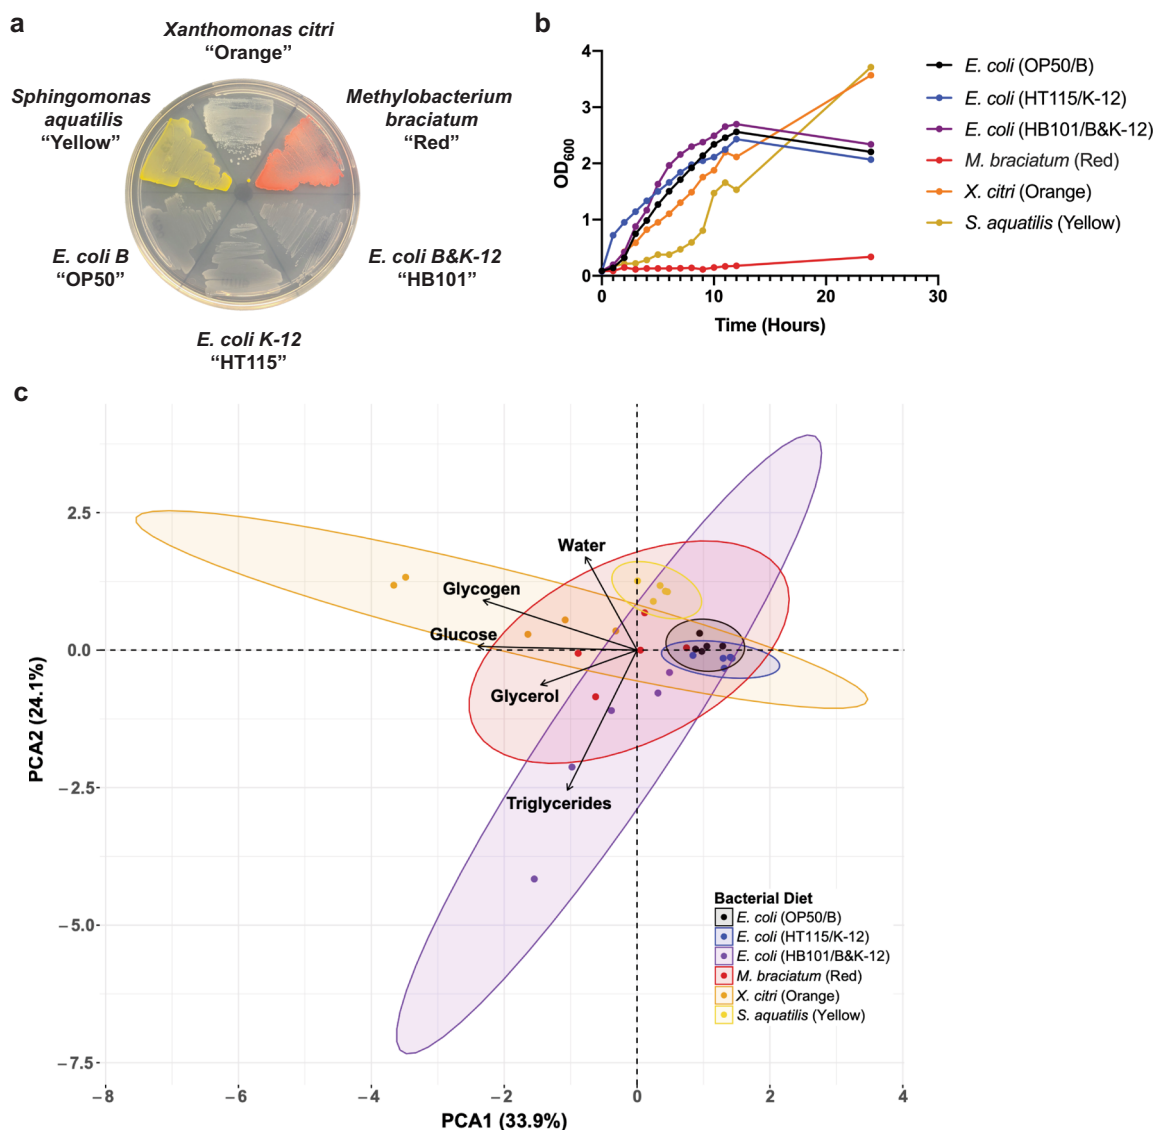 a
Xanthomonas citri
“Orange”
Sphingomonas
aquatilis
“Yellow”
Methylobacterium
braciatum
“Red”
E. coli B
“OP50”
E. coli B&K-12
“HB101”
E. coli K-12
“HT115”
b
4
3
2
1
0
OD600
0
10
20
30
Time (Hours)
E. coli (OP50/B)
E. coli (HT115/K-12)
E. coli (HB101/B&K-12)
M. braciatum (Red)
X. citri (Orange)
S. aquatilis (Yellow)
c
2.5
0.0
−2.5
−5.0
−7.5
PCA2 (24.1%)
Water
Glycogen
Glucose
Glycerol
Triglycerides
Bacterial Diet
E. coli (OP50/B)
E. coli (HT115/K-12)
E. coli (HB101/B&K-12)
M. braciatum (Red)
X. citri (Orange)
S. aquatilis (Yellow)
−8
−6
−4
−2
0
2
4
PCA1 (33.9%)